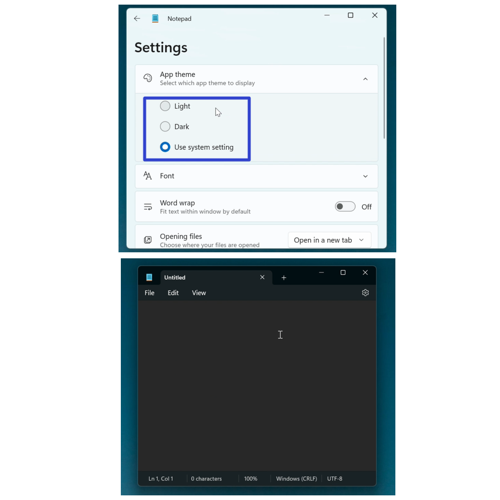 Notepad
Settings
App theme
Select which app theme to display
Light
Dark
Use system setting
Font
Word wrap
Fit text within window by default
Off
Opening files
Choose where your files are opened
Open in a new tab
Untitled
File Edit View
Ln 1, Col 1 0 characters 100% Windows (CRLF) UTF-8